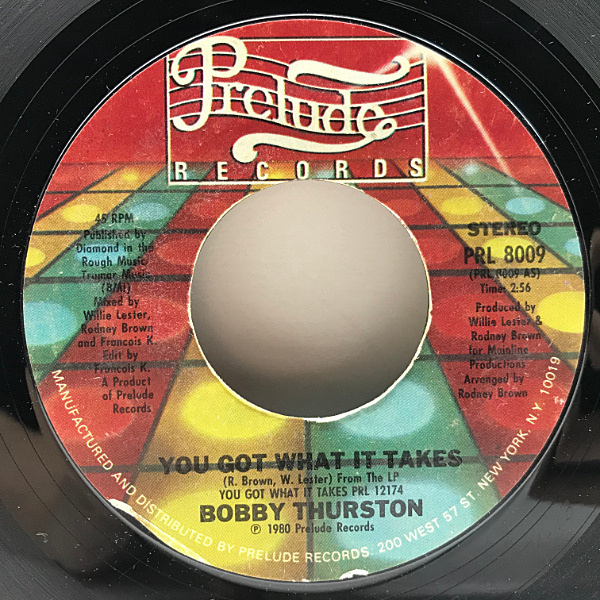 Prelude
RECORDS
45 RPM
Published by
Diamond in the
Rough Music
Trumar Music
(BMI)
Mixed by
Willie Lester,
Rodney Brown
and Francois K.
Edit by
Francois K.
A Product
of Prelude
Records
STEREO
PRL 8009
(PRL 8009-AS)
Time: 2:56
Produced by
Willie Lester &
Rodney Brown
for Mainline
Productions
Arranged by
Rodney Brown
YOU GOT WHAT IT TAKES
(R. Brown, W. Lester) From The LP
YOU GOT WHAT IT TAKES PRL 12174
BOBBY THURSTON
℗ 1980 Prelude Records
MANUFACTURED AND DISTRIBUTED BY PRELUDE RECORDS. 200 WEST 57 ST. NEW YORK, N.Y. 10019